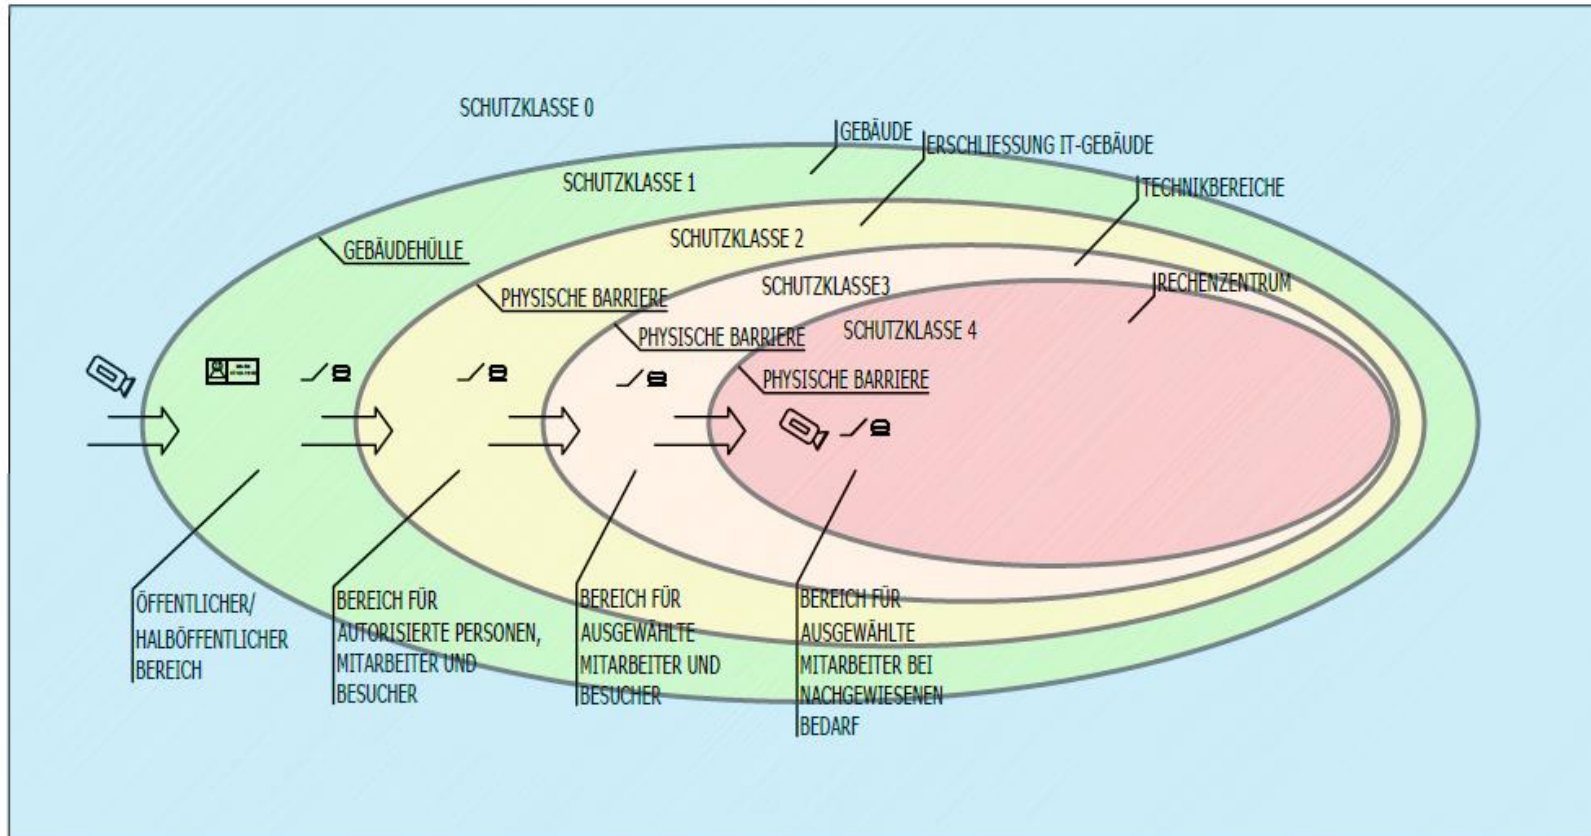 SCHUTZKLASSE 0
GEBÄUDE
ERSCHLIESSUNG IT-GEBÄUDE
SCHUTZKLASSE 1
TECHNIKBEREICHE
SCHUTZKLASSE 2
GEBÄUDEHÜLLE
RECHENZENTRUM
SCHUTZKLASSE3
PHYSISCHE BARRIERE
SCHUTZKLASSE 4
PHYSISCHE BARRIERE
PHYSISCHE BARRIERE
ÖFFENTLICHER/
HALBÖFFENTLICHER
BEREICH
BEREICH FÜR
AUTORISIERTE PERSONEN,
MITARBEITER UND
BESUCHER
BEREICH FÜR
AUSGEWÄHLTE
MITARBEITER UND
BESUCHER
BEREICH FÜR
AUSGEWÄHLTE
MITARBEITER BEI
NACHGEWIESENEN
BEDARF